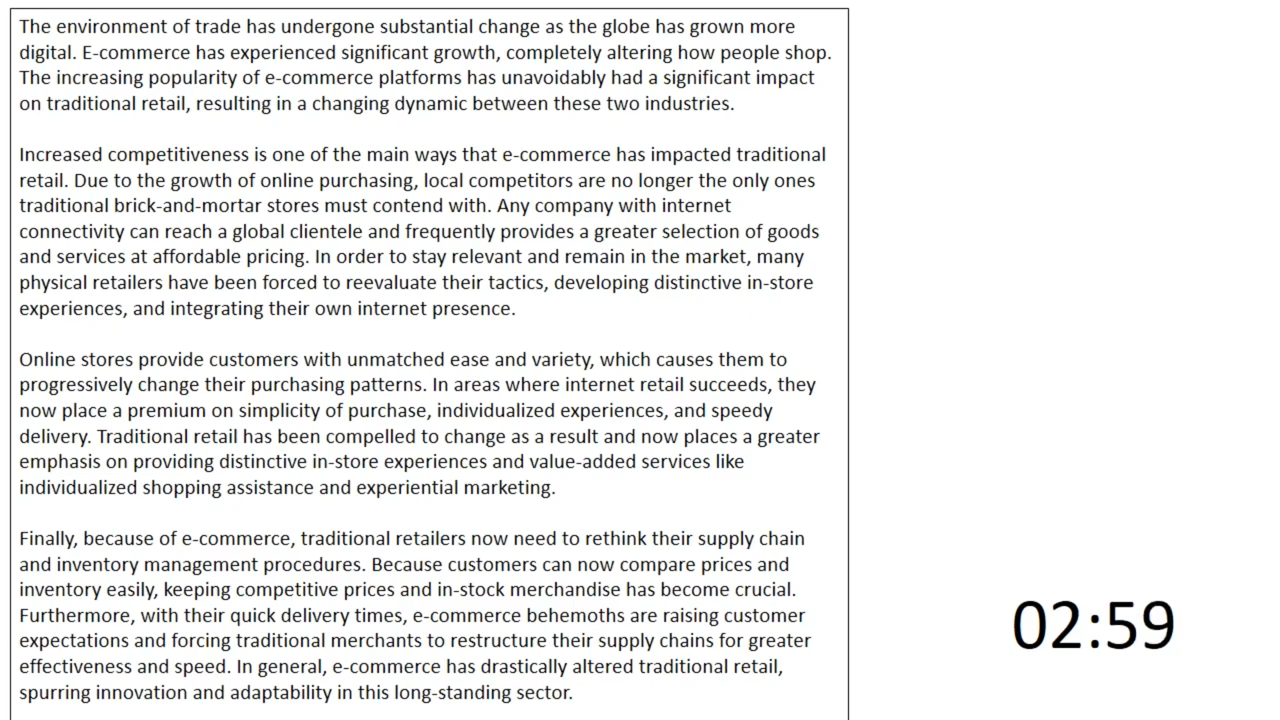 The environment of trade has undergone substantial change as the globe has grown more
digital. E-commerce has experienced significant growth, completely altering how people shop.
The increasing popularity of e-commerce platforms has unavoidably had a significant impact
on traditional retail, resulting in a changing dynamic between these two industries.
Increased competitiveness is one of the main ways that e-commerce has impacted traditional
retail. Due to the growth of online purchasing, local competitors are no longer the only ones
traditional brick-and-mortar stores must contend with. Any company with internet
connectivity can reach a global clientele and frequently provides a greater selection of goods
and services at affordable pricing. In order to stay relevant and remain in the market, many
physical retailers have been forced to reevaluate their tactics, developing distinctive in-store
experiences, and integrating their own internet presence.
Online stores provide customers with unmatched ease and variety, which causes them to
progressively change their purchasing patterns. In areas where internet retail succeeds, they
now place a premium on simplicity of purchase, individualized experiences, and speedy
delivery. Traditional retail has been compelled to change as a result and now places a greater
emphasis on providing distinctive in-store experiences and value-added services like
individualized shopping assistance and experiential marketing.
Finally, because of e-commerce, traditional retailers now need to rethink their supply chain
and inventory management procedures. Because customers can now compare prices and
inventory easily, keeping competitive prices and in-stock merchandise has become crucial.
Furthermore, with their quick delivery times, e-commerce behemoths are raising customer
expectations and forcing traditional merchants to restructure their supply chains for greater
effectiveness and speed. In general, e-commerce has drastically altered traditional retail,
spurring innovation and adaptability in this long-standing sector.
02:59